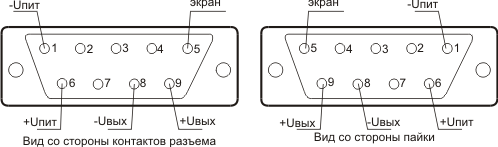 -Uпит
экран
1 2 3 4 5
6 7 8 9
+Uпит
-Uвых
+Uвых
Вид со стороны контактов разъема
экран
-Uпит
5 4 3 2 1
9 8 7 6
+Uвых
-Uвых
+Uпит
Вид со стороны пайки